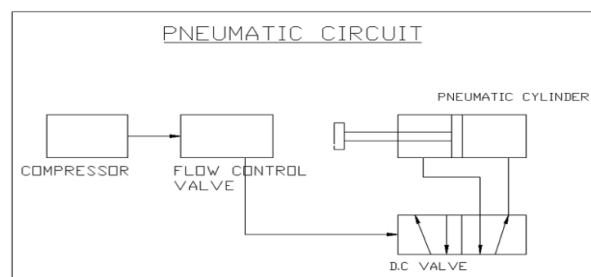 PNEUMATIC CIRCUIT
PNEUMATIC CYLINDER
COMPRESSOR
FLOW CONTROL
VALVE
D.C VALVE